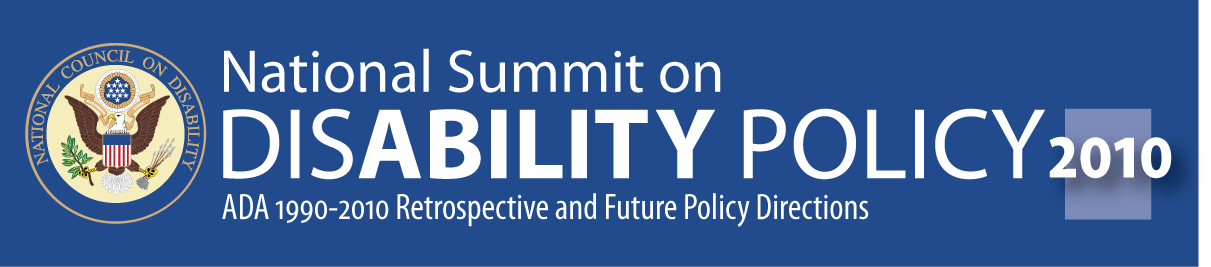 NATIONAL COUNCIL ON DISABILITY
National Summit on
DISABILITY POLICY 2010
ADA 1990-2010 Retrospective and Future Policy Directions